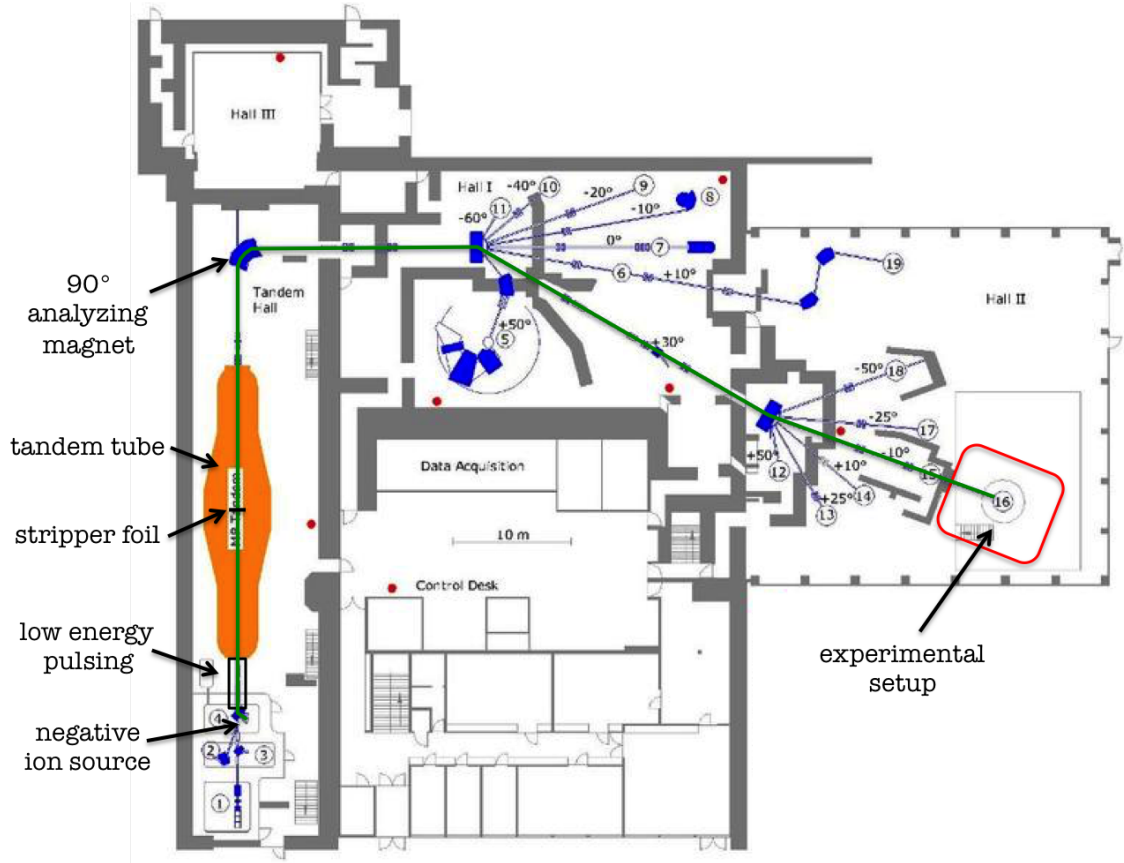 Hall III
Hall I
-40°
10
-20°
9
11
-10°
8
-60°
0°
7
6
+10°
19
90°
analyzing
magnet
Tandem
Hall
Hall II
+50°
5
+30°
-50°
18
-25°
17
tandem tube
Data Acquisition
+50°
12
+10°
-10°
15
14
+25°
13
16
MP Tandem
stripper foil
10 m
Control Desk
low energy
pulsing
experimental
setup
4
negative
ion source
2
3
1